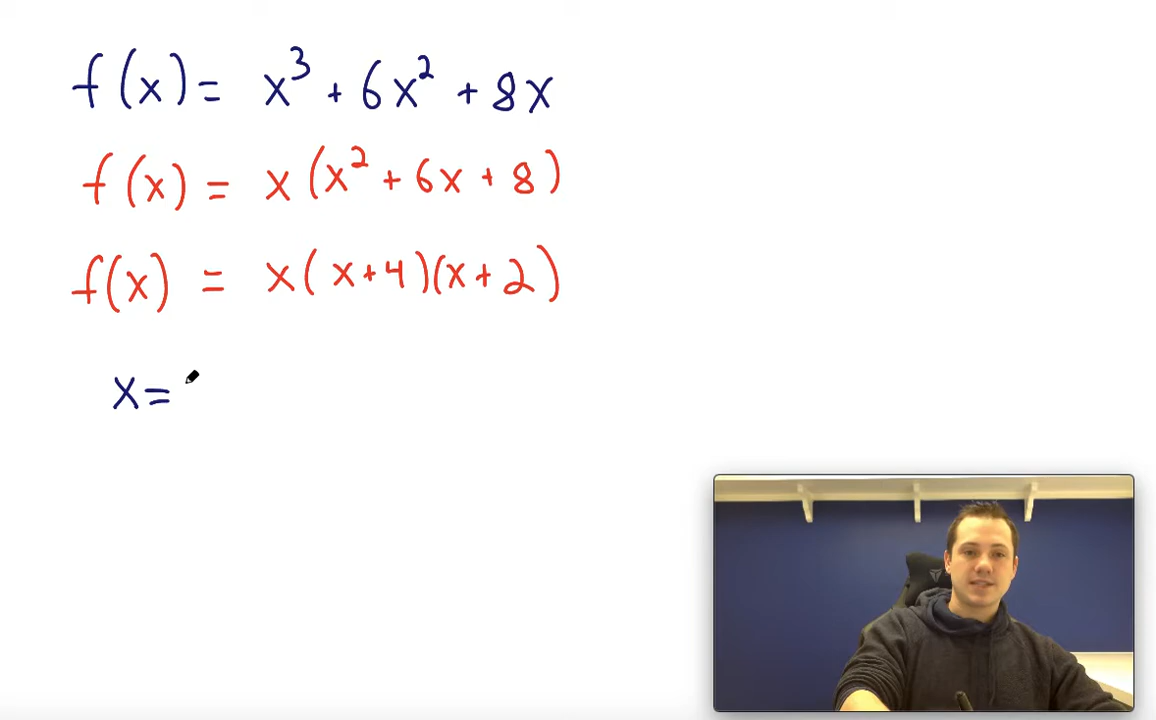 f(x) = x³ + 6x² + 8x
f(x) = x(x² + 6x + 8)
f(x) = x(x+4)(x+2)
x=